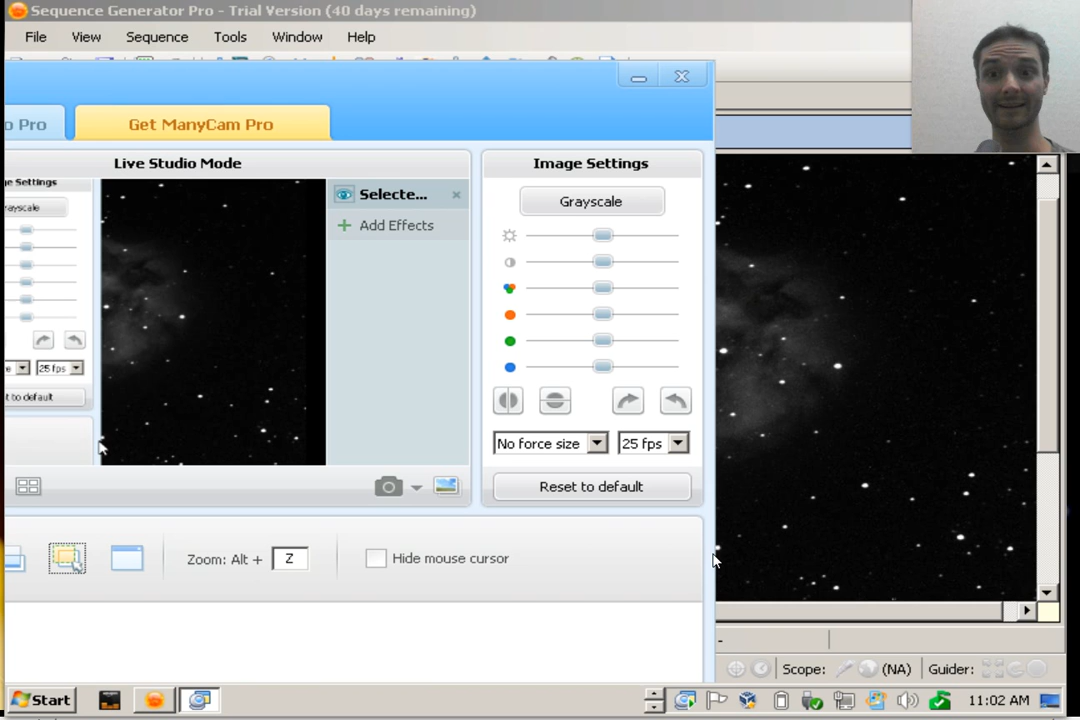 Sequence Generator Pro - Trial Version (40 days remaining)
File View Sequence Tools Window Help
o Pro
Get ManyCam Pro
Live Studio Mode
Image Settings
ge Settings
rayscale
Selecte...
Grayscale
Add Effects
25 fps
t to default
No force size
25 fps
Reset to default
Zoom: Alt +
Z
Hide mouse cursor
Scope:
(NA)
Guider:
Start
11:02 AM